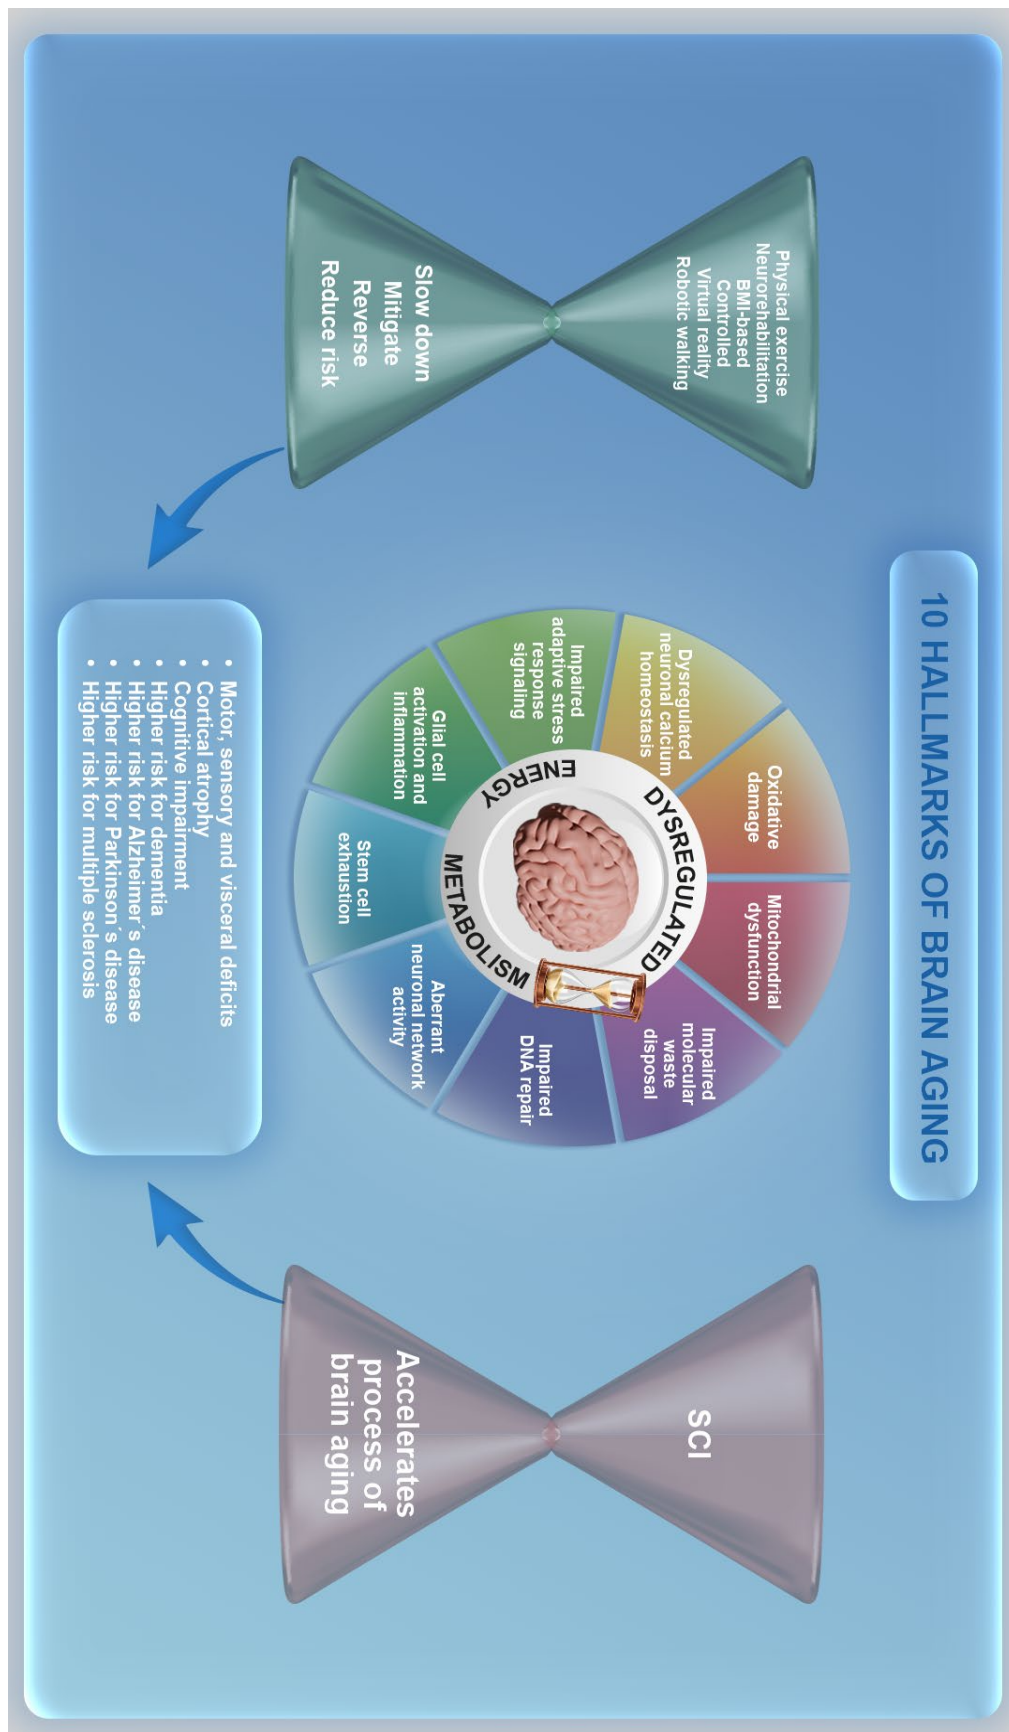 10 HALLMARKS OF BRAIN AGING
Physical exercise
Neurorehabilitation
BMI-based
Controlled
Virtual reality
Robotic walking
Slow down
Mitigate
Reverse
Reduce risk
Oxidative
damage
Mitochondrial
dysfunction
Impaired
molecular
waste
disposal
Impaired
DNA repair
Aberrant
neuronal network
activity
Stem cell
exhaustion
Glial cell
activation and
inflammation
Impaired
adaptive stress
response
signaling
Dysregulated
neuronal calcium
homeostasis
DYSREGULATED
ENERGY
METABOLISM
SCI
Accelerates
process of
brain aging
• Motor, sensory and visceral deficits
• Cortical atrophy
• Cognitive impairment
• Higher risk for dementia
• Higher risk for Alzheimer´s disease
• Higher risk for Parkinson´s disease
• Higher risk for multiple sclerosis